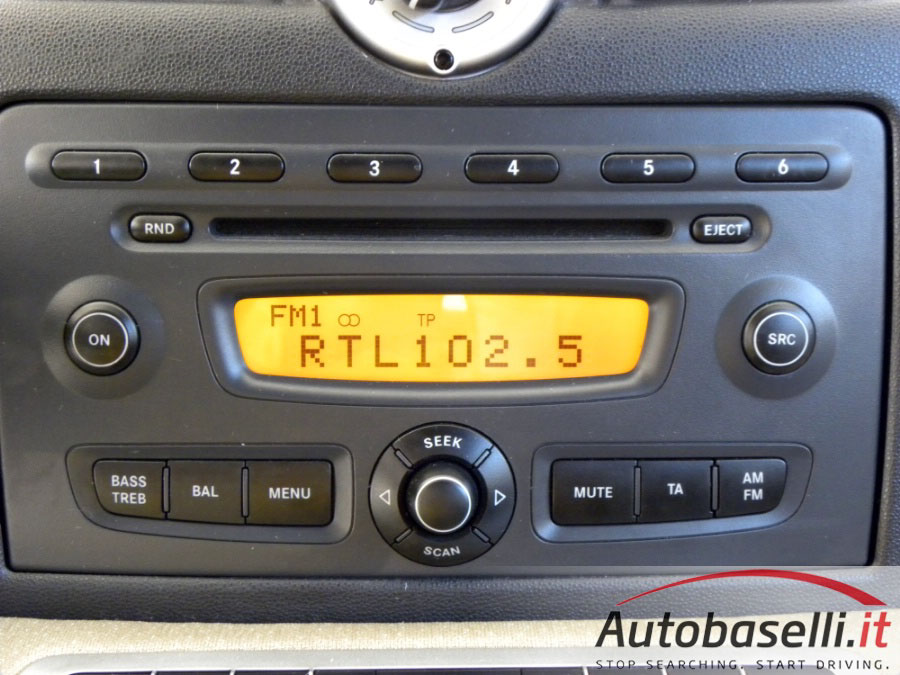 1 2 3 4 5 6
RND EJECT
FM1 TP
ON RTL102.5 SRC
SEEK
BASS TREB BAL MENU MUTE TA AM FM
SCAN
Autobaselli.it
STOP SEARCHING. START DRIVING.